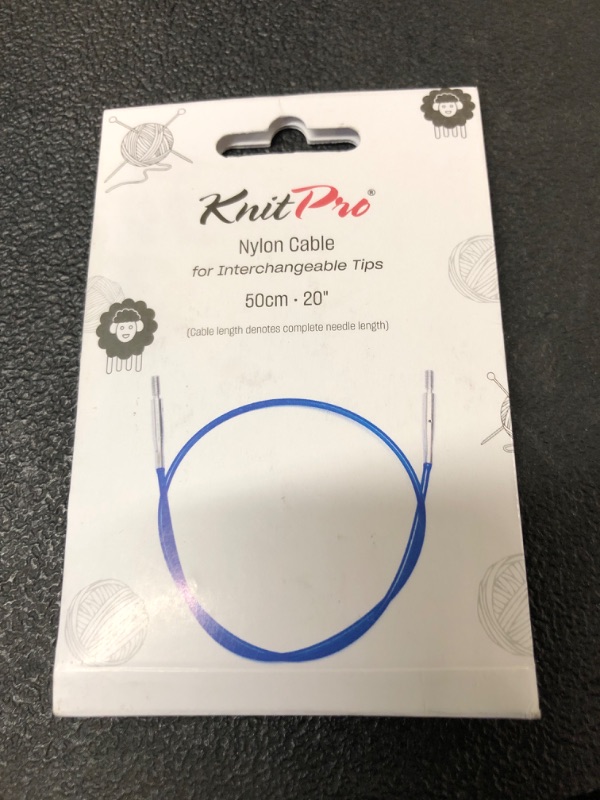 KnitPro®
Nylon Cable
for Interchangeable Tips
50cm · 20"
(Cable length denotes complete needle length)